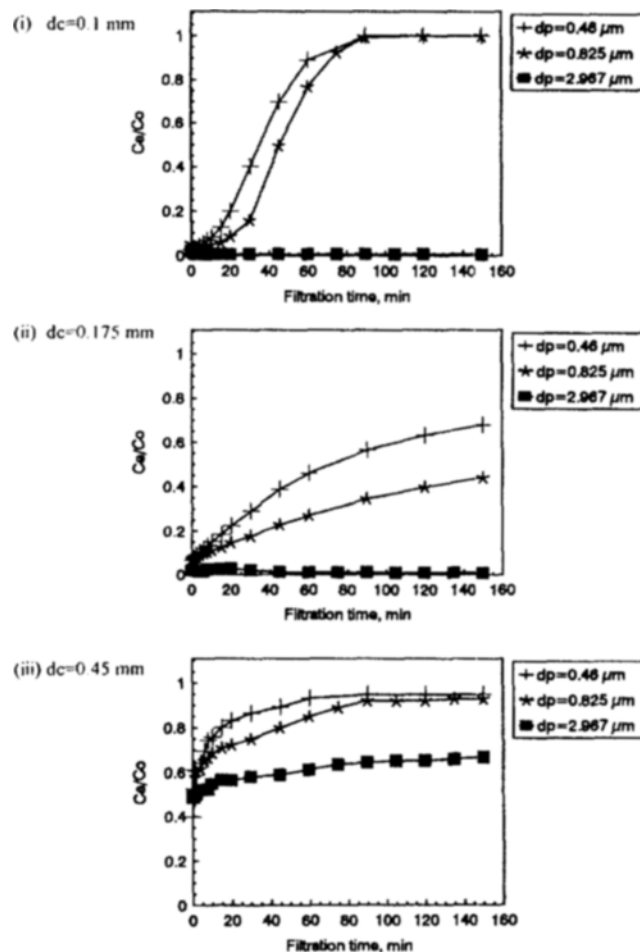 (i) dc=0.1 mm
1
0.8
0.6
0.4
0.2
0
Ce/Co
0 20 40 60 80 100 120 140 160
Filtration time, min
dp=0.46 μm
dp=0.825 μm
dp=2.967 μm
(ii) dc=0.175 mm
1
0.8
0.6
0.4
0.2
0
Ce/Co
0 20 40 60 80 100 120 140 160
Filtration time, min
dp=0.46 μm
dp=0.825 μm
dp=2.967 μm
(iii) dc=0.45 mm
1
0.8
0.6
0.4
0.2
0
Ce/Co
0 20 40 60 80 100 120 140 160
Filtration time, min
dp=0.46 μm
dp=0.825 μm
dp=2.967 μm